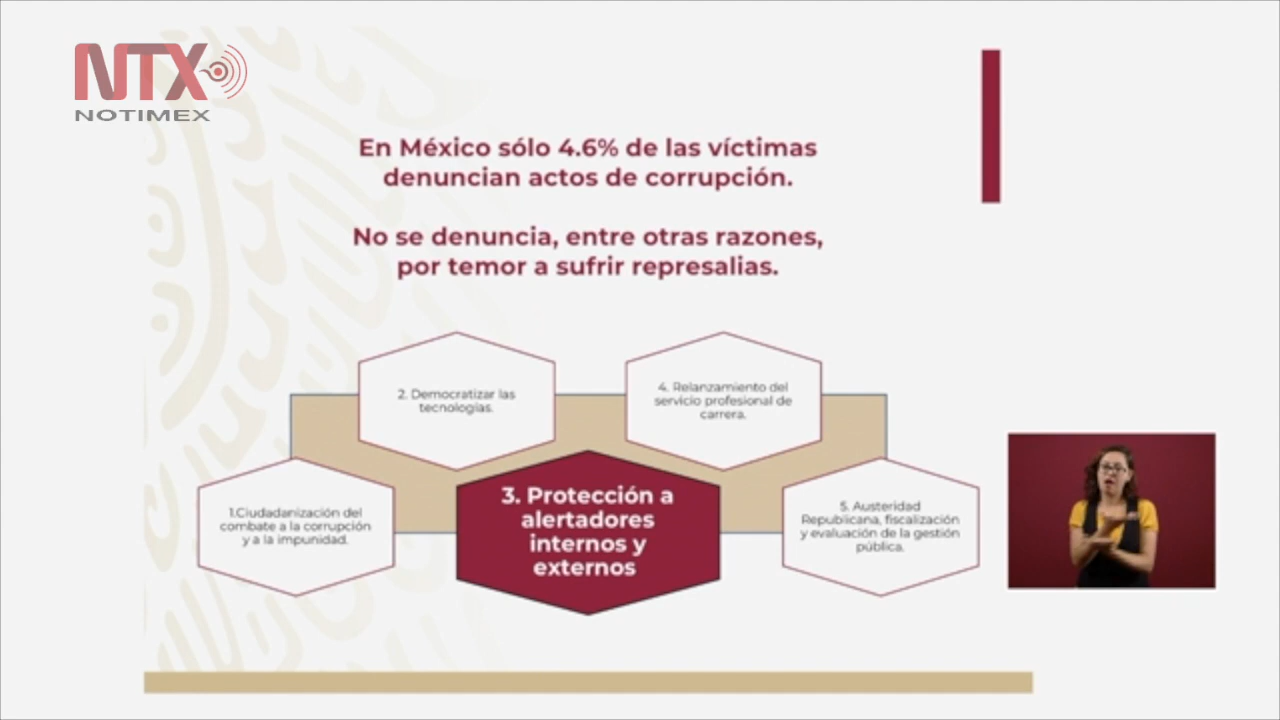 NTX
NOTIMEX
En México sólo 4.6% de las víctimas
denuncian actos de corrupción.
No se denuncia, entre otras razones,
por temor a sufrir represalias.
2. Democratizar las
tecnologías.
4. Relanzamiento del
servicio profesional de
carrera.
1.Ciudadanización del
combate a la corrupción
y a la impunidad.
3. Protección a
alertadores
internos y
externos
5. Austeridad
Republicana, fiscalización
y evaluación de la gestión
pública.